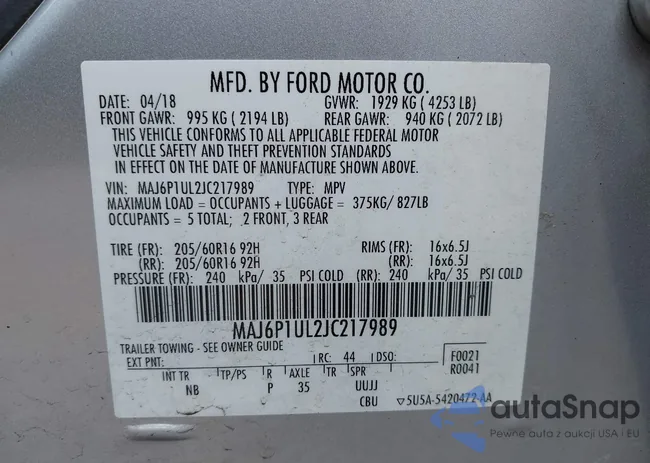 MFD. BY FORD MOTOR CO.
DATE: 04/18 GVWR: 1929 KG ( 4253 LB)
FRONT GAWR: 995 KG ( 2194 LB) REAR GAWR: 940 KG ( 2072 LB)
THIS VEHICLE CONFORMS TO ALL APPLICABLE FEDERAL MOTOR
VEHICLE SAFETY AND THEFT PREVENTION STANDARDS
IN EFFECT ON THE DATE OF MANUFACTURE SHOWN ABOVE.
VIN: MAJ6P1UL2JC217989 TYPE: MPV
MAXIMUM LOAD = OCCUPANTS + LUGGAGE = 375KG/ 827LB
OCCUPANTS = 5 TOTAL; 2 FRONT, 3 REAR
TIRE (FR): 205/60R16 92H RIMS (FR): 16x6.5J
(RR): 205/60R16 92H (RR): 16x6.5J
PRESSURE (FR): 240 kPa/ 35 PSI COLD (RR): 240 kPa/ 35 PSI COLD
MAJ6P1UL2JC217989
TRAILER TOWING - SEE OWNER GUIDE
EXT PNT: RC: 44 DSO: F0021
R0041
INT TR TP/PS R AXLE TR SPR
NB P 35 UUJJ
CBU 5U5A-5420472-AA
autaSnap
Pewne auta z aukcji USA i EU